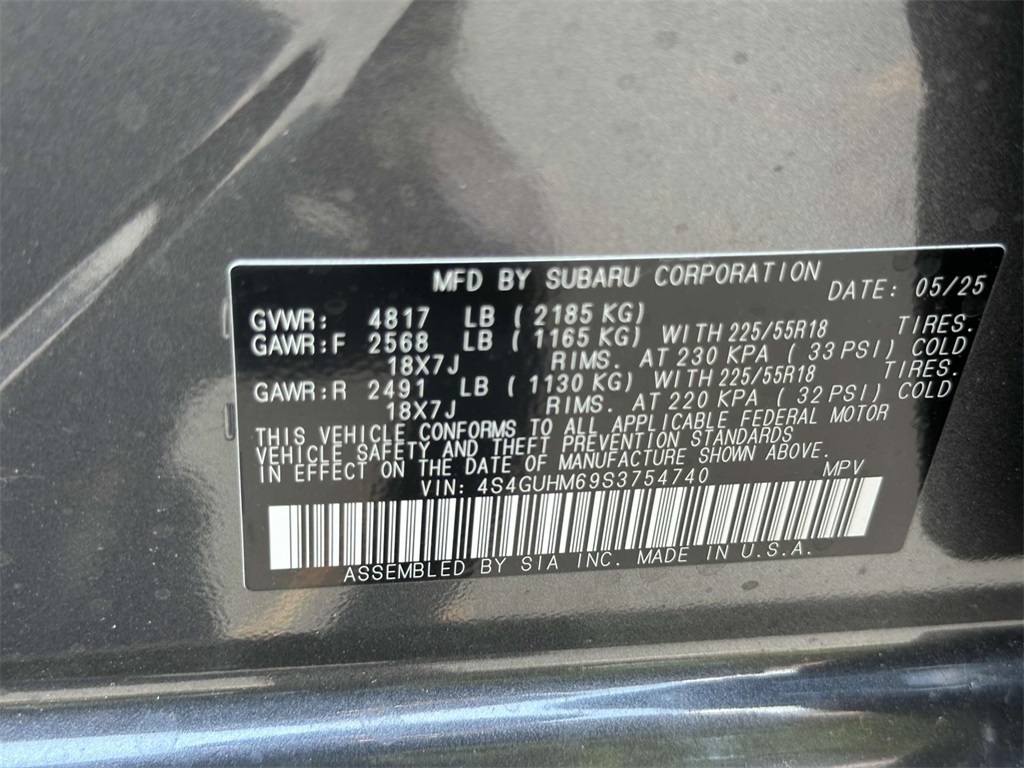 MFD BY SUBARU CORPORATION DATE: 05/25
GVWR: 4817 LB ( 2185 KG)
GAWR:F 2568 LB ( 1165 KG) WITH 225/55R18 TIRES.
18X7J RIMS. AT 230 KPA ( 33 PSI) COLD
GAWR:R 2491 LB ( 1130 KG) WITH 225/55R18 TIRES.
18X7J RIMS. AT 220 KPA ( 32 PSI) COLD
THIS VEHICLE CONFORMS TO ALL APPLICABLE FEDERAL MOTOR
VEHICLE SAFETY AND THEFT PREVENTION STANDARDS
IN EFFECT ON THE DATE OF MANUFACTURE SHOWN ABOVE.
VIN: 4S4GUHM69S3754740 MPV
ASSEMBLED BY SIA INC. MADE IN U.S.A.